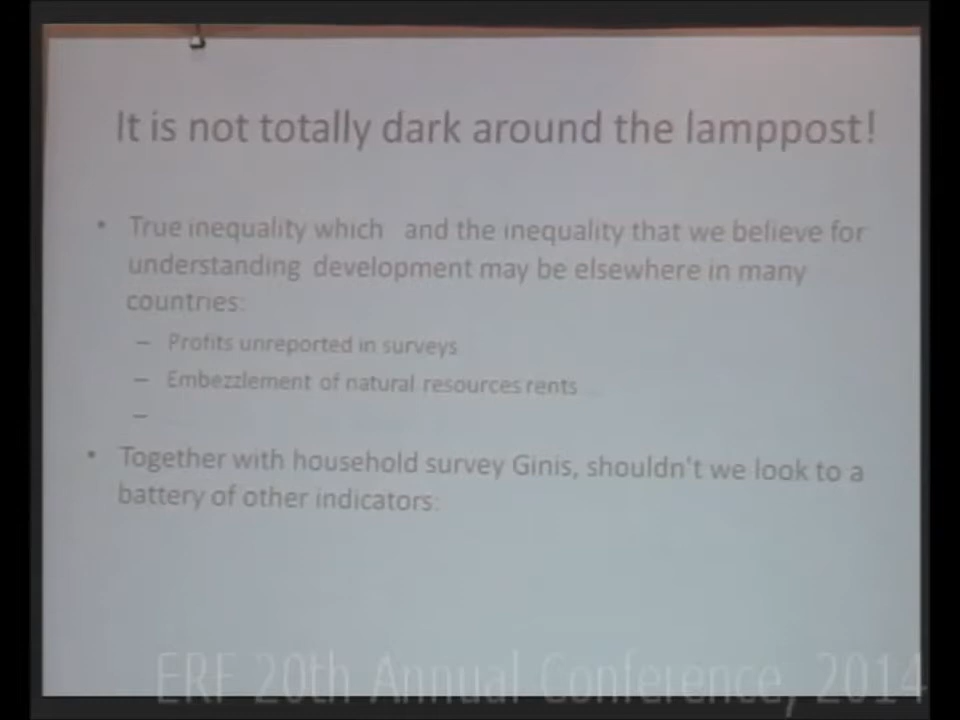 It is not totally dark around the lamppost!
• True inequality which and the inequality that we believe for
understanding development may be elsewhere in many
countries:
– Profits unreported in surveys
– Embezzlement of natural resources rents
–
• Together with household survey Ginis, shouldn't we look to a
battery of other indicators:
ERF 20th Annual Conference, 2014